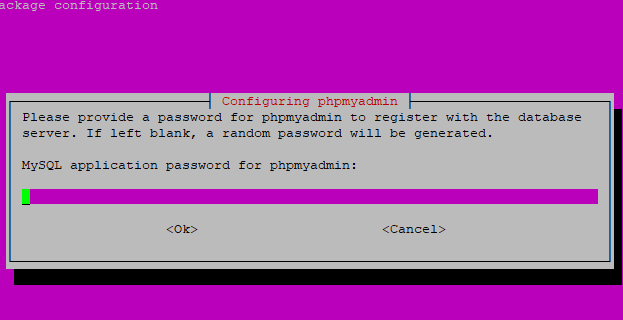 ackage configuration
Configuring phpmyadmin
Please provide a password for phpmyadmin to register with the database
server. If left blank, a random password will be generated.
MySQL application password for phpmyadmin:
<Ok> <Cancel>